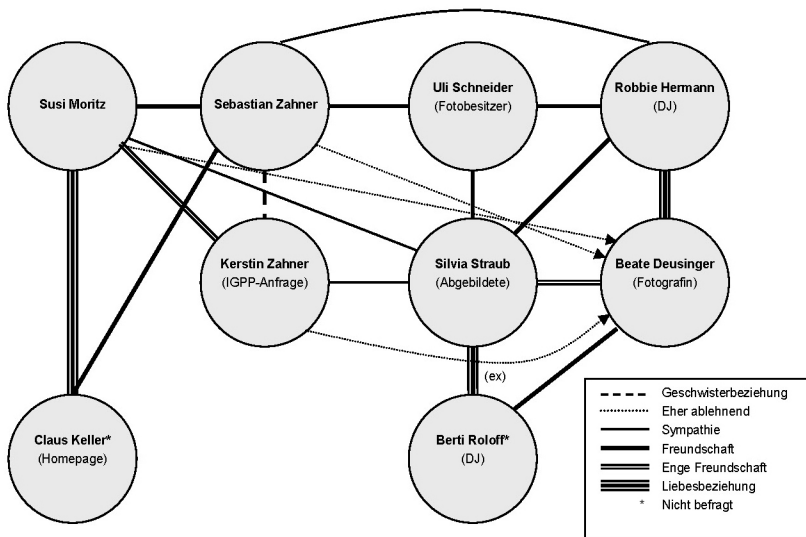 Susi Moritz
Sebastian Zahner
Uli Schneider
(Fotobesitzer)
Robbie Hermann
(DJ)
Kerstin Zahner
(IGPP-Anfrage)
Silvia Straub
(Abgebildete)
Beate Deusinger
(Fotografin)
(ex)
Claus Keller*
(Homepage)
Berti Roloff*
(DJ)
Geschwisterbeziehung
Eher ablehnend
Sympathie
Freundschaft
Enge Freundschaft
Liebesbeziehung
* Nicht befragt